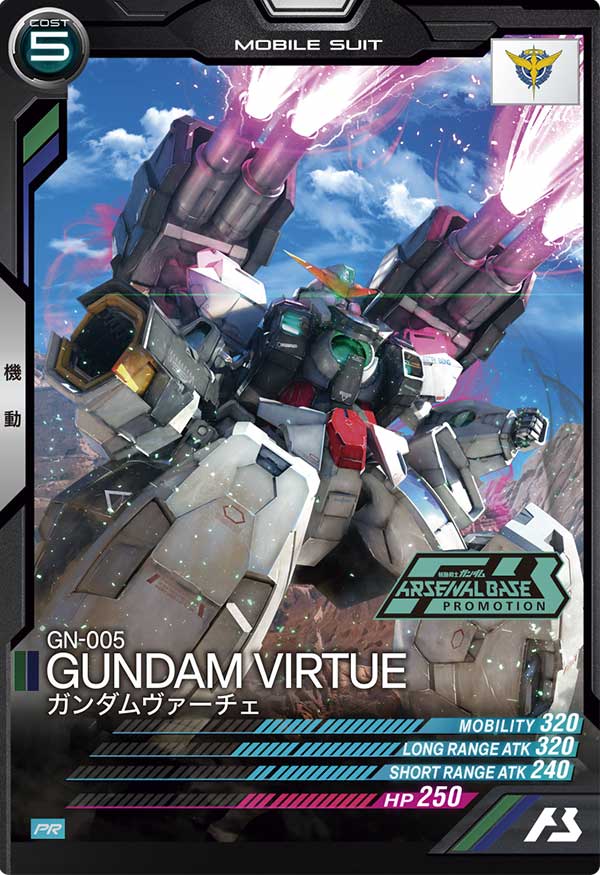 COST
5
MOBILE SUIT
機動
機動戦士ガンダム
ARSENAL BASE
PROMOTION
GN-005
GUNDAM VIRTUE
ガンダムヴァーチェ
MOBILITY 320
LONG RANGE ATK 320
SHORT RANGE ATK 240
HP 250
PR
AB